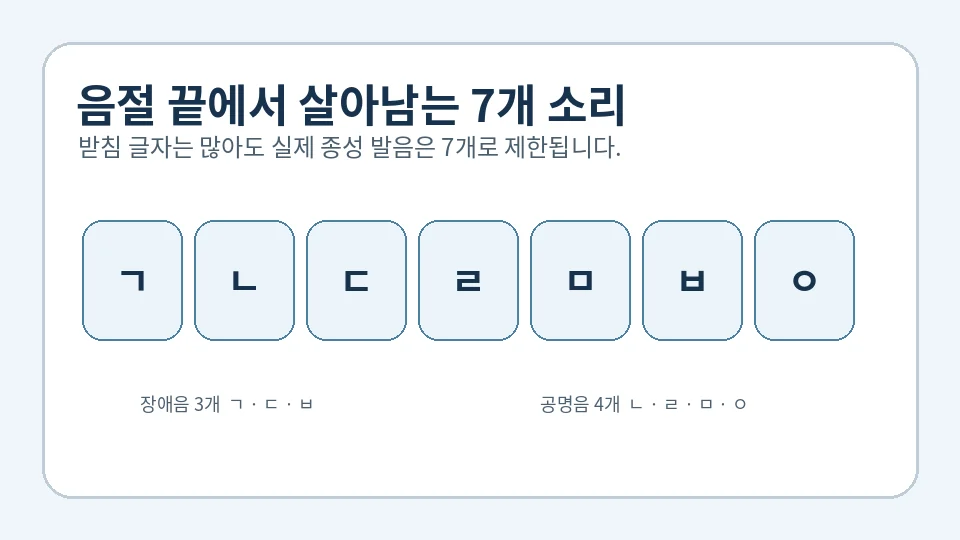 음절 끝에서 살아남는 7개 소리
받침 글자는 많아도 실제 종성 발음은 7개로 제한됩니다.
ㄱ ㄴ ㄷ ㄹ ㅁ ㅂ ㅇ
장애음 3개 ㄱ · ㄷ · ㅂ 공명음 4개 ㄴ · ㄹ · ㅁ · ㅇ